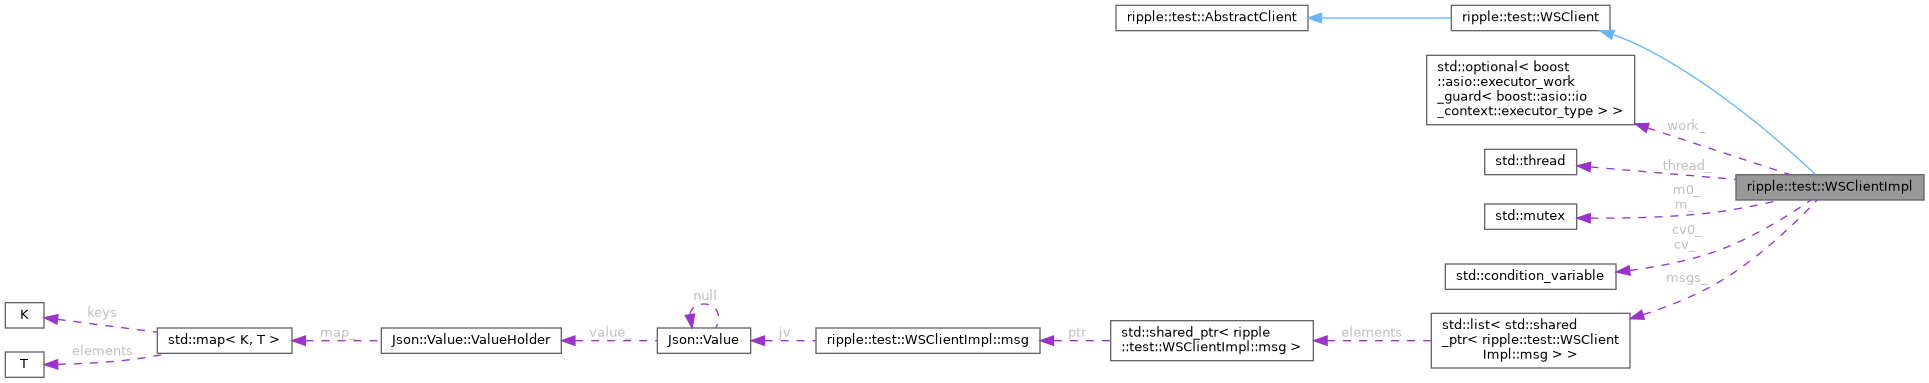 ripple::test::AbstractClient
ripple::test::WSClient
std::optional< boost
::asio::executor_work
_guard< boost::asio::io
_context::executor_type > >
work_
std::thread
thread_
ripple::test::WSClientImpl
m0_
m_
std::mutex
cv0_
cv_
std::condition_variable
msgs_
null
K
keys
std::list< std::shared
_ptr< ripple::test::WSClient
Impl::msg > >
elements
std::shared_ptr< ripple
::test::WSClientImpl::msg >
ptr
ripple::test::WSClientImpl::msg
jv
Json::Value
value_
Json::Value::ValueHolder
map_
std::map< K, T >
elements
T